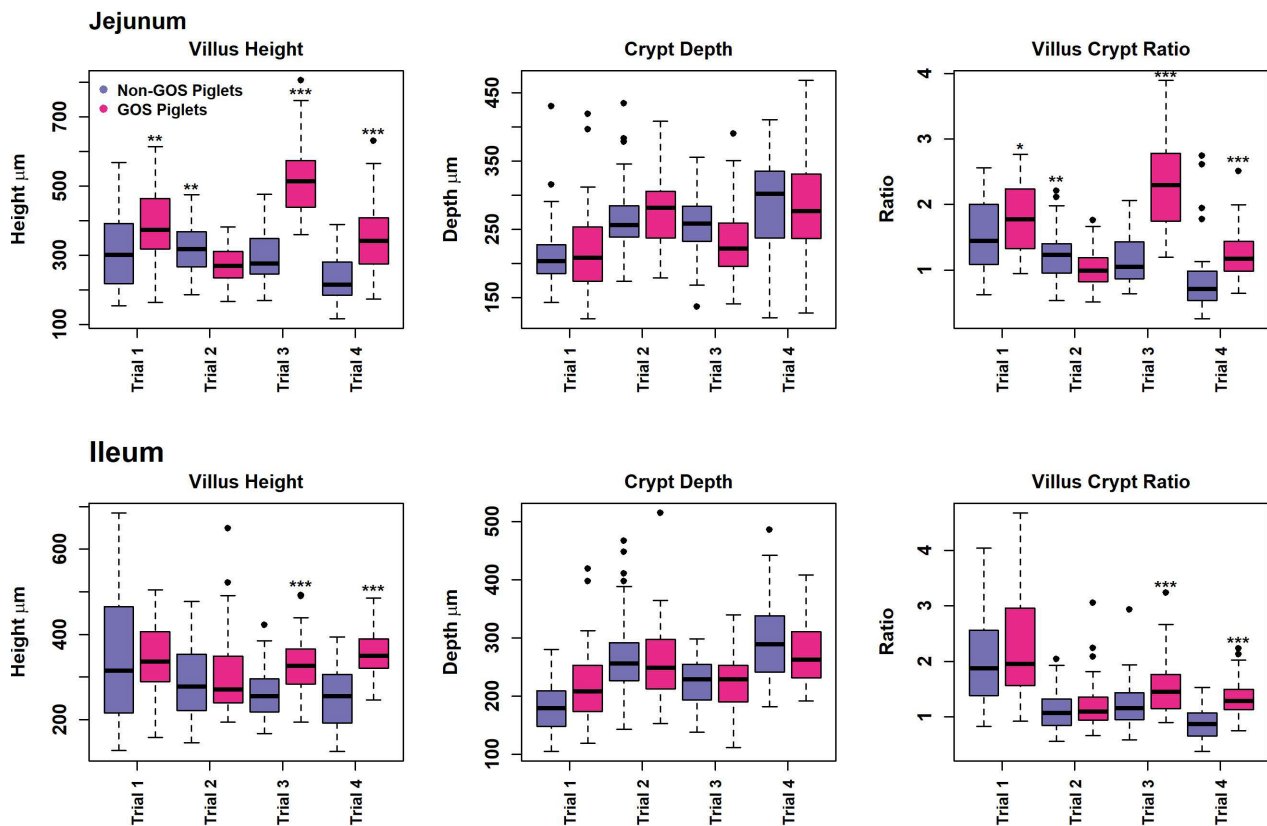 Jejunum
Villus Height
Crypt Depth
Villus Crypt Ratio
Height μm
100
300
500
700
Non-GOS Piglets
GOS Piglets
**
**
***
***
Trial 1
Trial 2
Trial 3
Trial 4
Depth μm
150
250
350
450
Trial 1
Trial 2
Trial 3
Trial 4
Ratio
1
2
3
4
*
**
***
***
Trial 1
Trial 2
Trial 3
Trial 4
Ileum
Villus Height
Crypt Depth
Villus Crypt Ratio
Height μm
200
400
600
***
***
Trial 1
Trial 2
Trial 3
Trial 4
Depth μm
100
200
300
400
500
Trial 1
Trial 2
Trial 3
Trial 4
Ratio
1
2
3
4
***
***
Trial 1
Trial 2
Trial 3
Trial 4